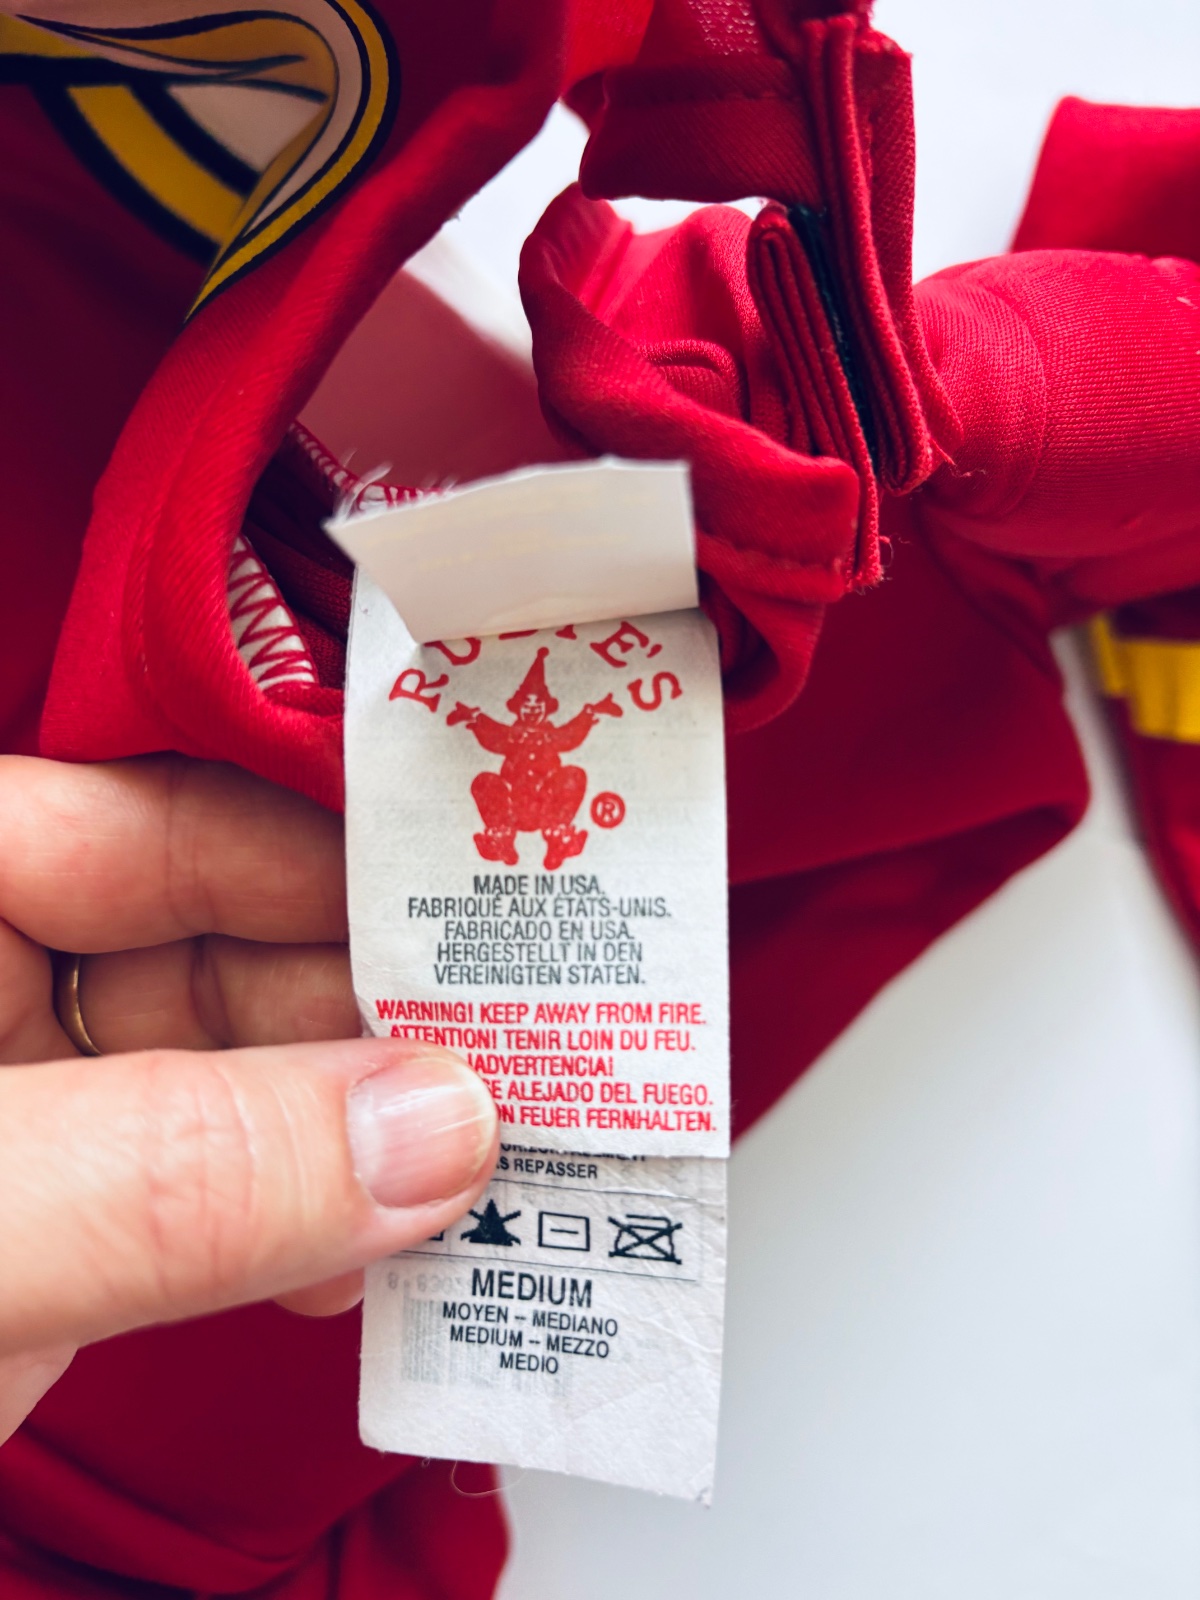 RUBIE'S
®
MADE IN USA.
FABRIQUÉ AUX ÉTATS-UNIS.
FABRICADO EN USA.
HERGESTELLT IN DEN
VEREINIGTEN STATEN.
WARNING! KEEP AWAY FROM FIRE.
ATTENTION! TENIR LOIN DU FEU.
¡ADVERTENCIA!
SE ALEJADO DEL FUEGO.
FEUER FERNHALTEN.
REPASSER
MEDIUM
MOYEN – MEDIANO
MEDIUM – MEZZO
MEDIO